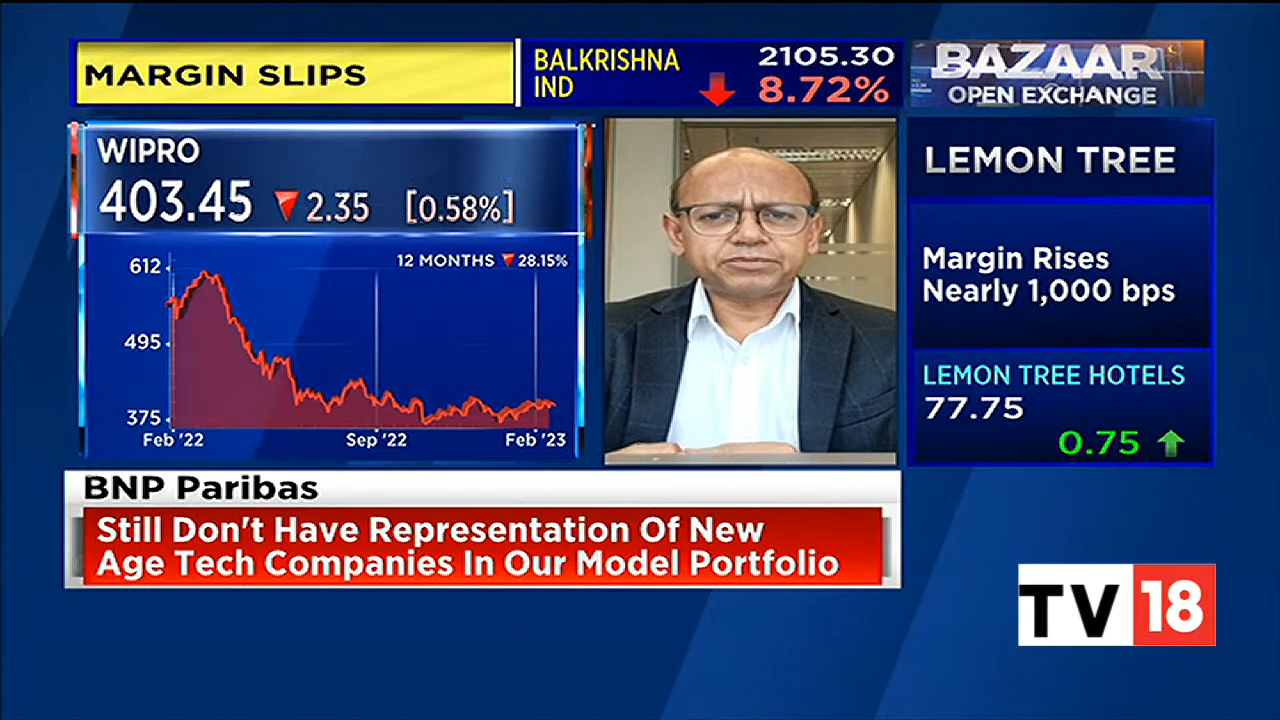 MARGIN SLIPS
BALKRISHNA
IND
2105.30
8.72%
BAZAAR
OPEN EXCHANGE
WIPRO
403.45 2.35 [0.58%]
12 MONTHS 28.15%
612
495
375
Feb '22 Sep '22 Feb '23
LEMON TREE
Margin Rises
Nearly 1,000 bps
LEMON TREE HOTELS
77.75
0.75
BNP Paribas
Still Don't Have Representation Of New
Age Tech Companies In Our Model Portfolio
TV 18